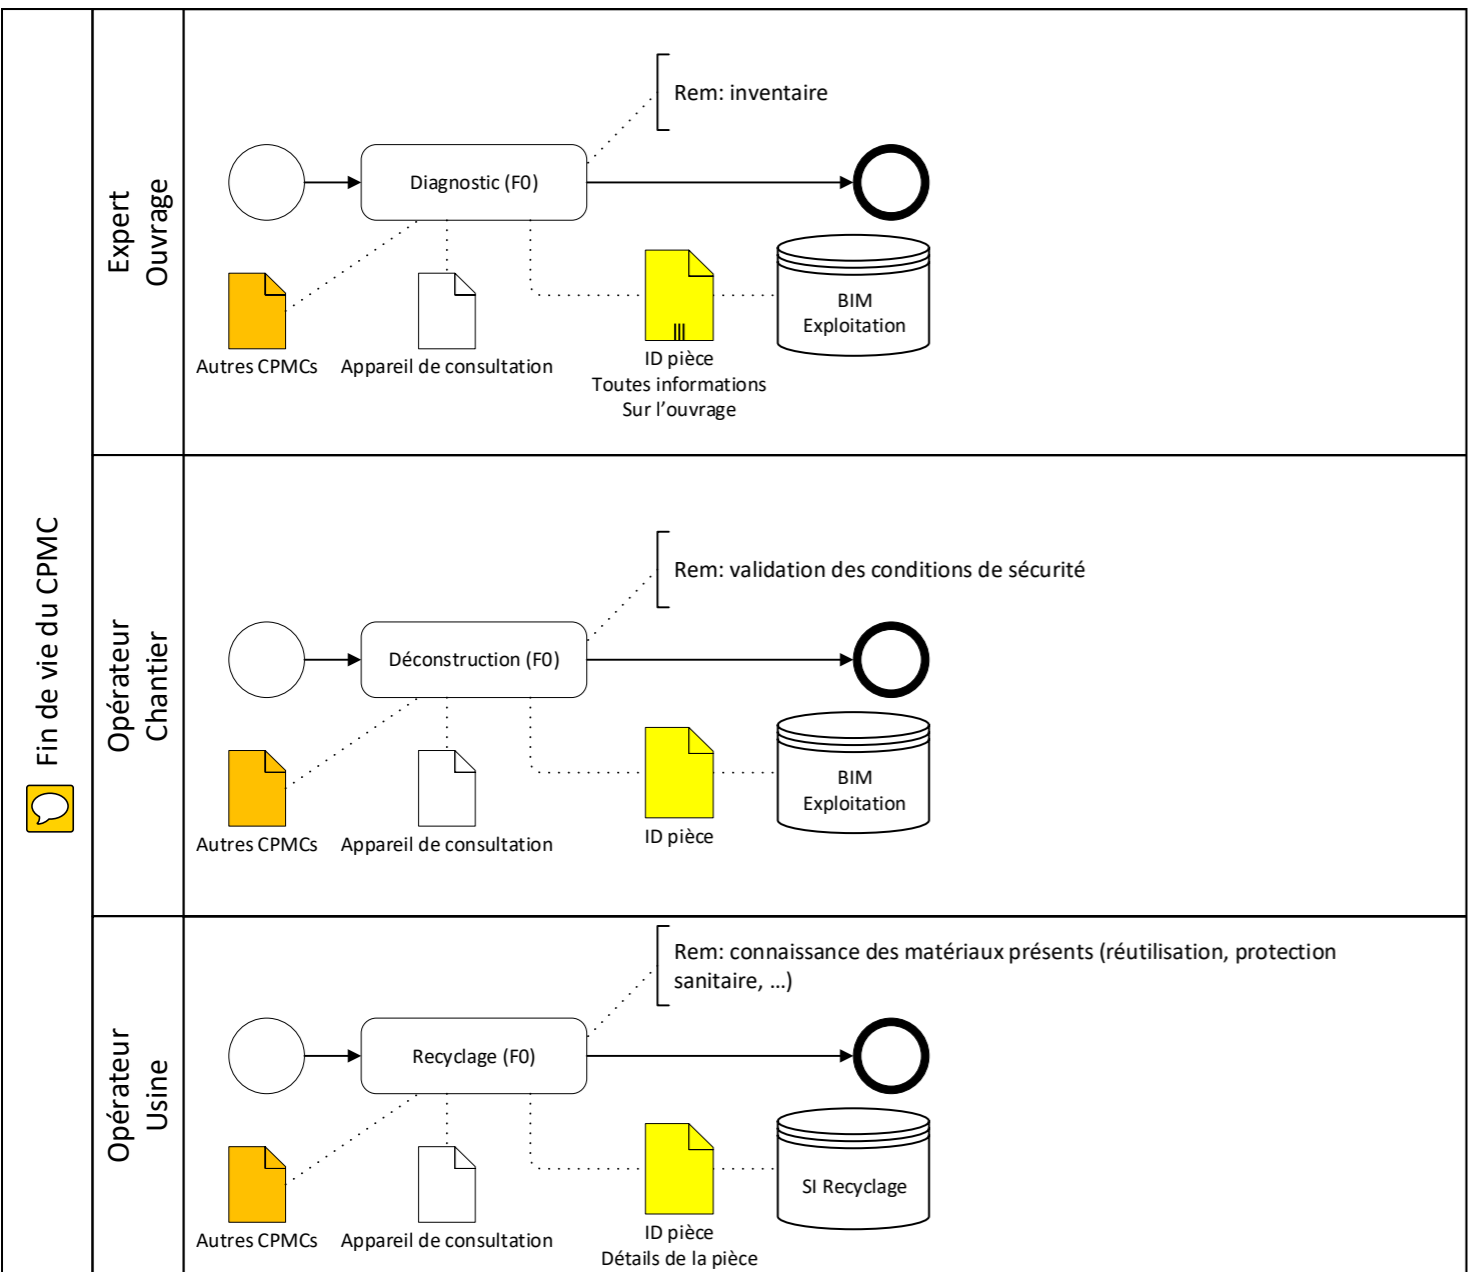 Fin de vie du CPMC
Expert
Ouvrage
Rem: inventaire
Diagnostic (F0)
Autres CPMCs
Appareil de consultation
ID pièce
Toutes informations
Sur l’ouvrage
BIM
Exploitation
Opérateur
Chantier
Rem: validation des conditions de sécurité
Déconstruction (F0)
Autres CPMCs
Appareil de consultation
ID pièce
BIM
Exploitation
Opérateur
Usine
Rem: connaissance des matériaux présents (réutilisation, protection
sanitaire, …)
Recyclage (F0)
Autres CPMCs
Appareil de consultation
ID pièce
Détails de la pièce
SI Recyclage